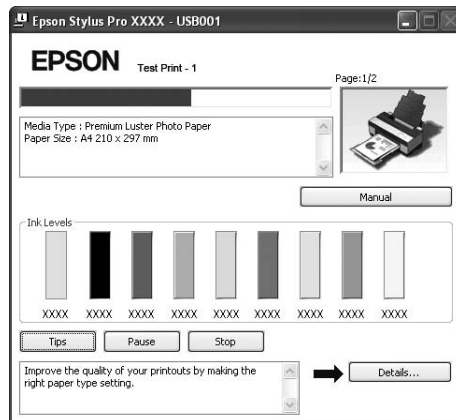 Epson Stylus Pro XXXX - USB001
EPSON Test Print - 1
Page:1/2
Media Type : Premium Luster Photo Paper
Paper Size : A4 210 x 297 mm
Manual
Ink Levels
XXXX XXXX XXXX XXXX XXXX XXXX XXXX XXXX XXXX
Tips Pause Stop
Improve the quality of your printouts by making the
right paper type setting.
Details...